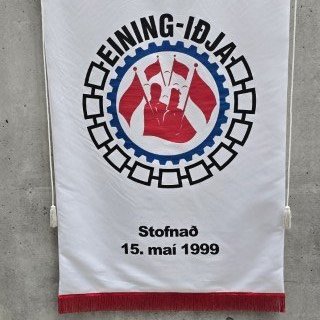 EINING-IÐJA
Stofnað
15. maí 1999